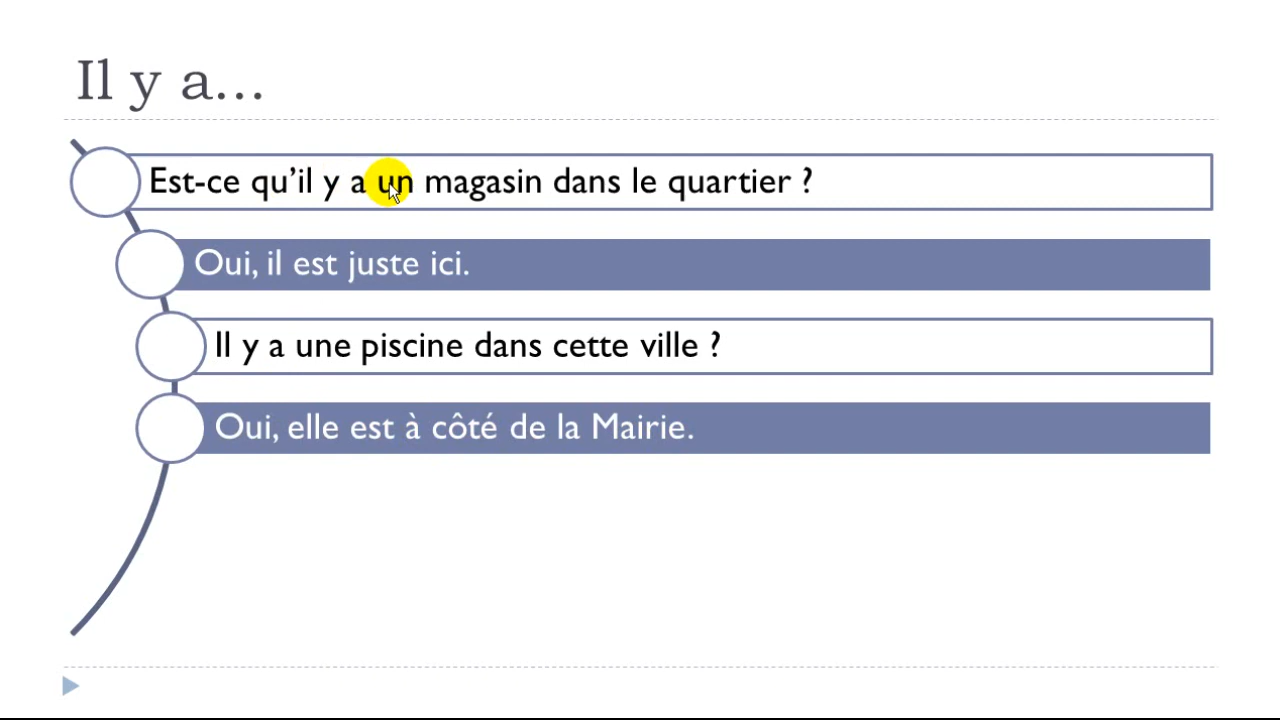 Il y a...
Est-ce qu’il y a un magasin dans le quartier ?
Oui, il est juste ici.
Il y a une piscine dans cette ville ?
Oui, elle est à côté de la Mairie.